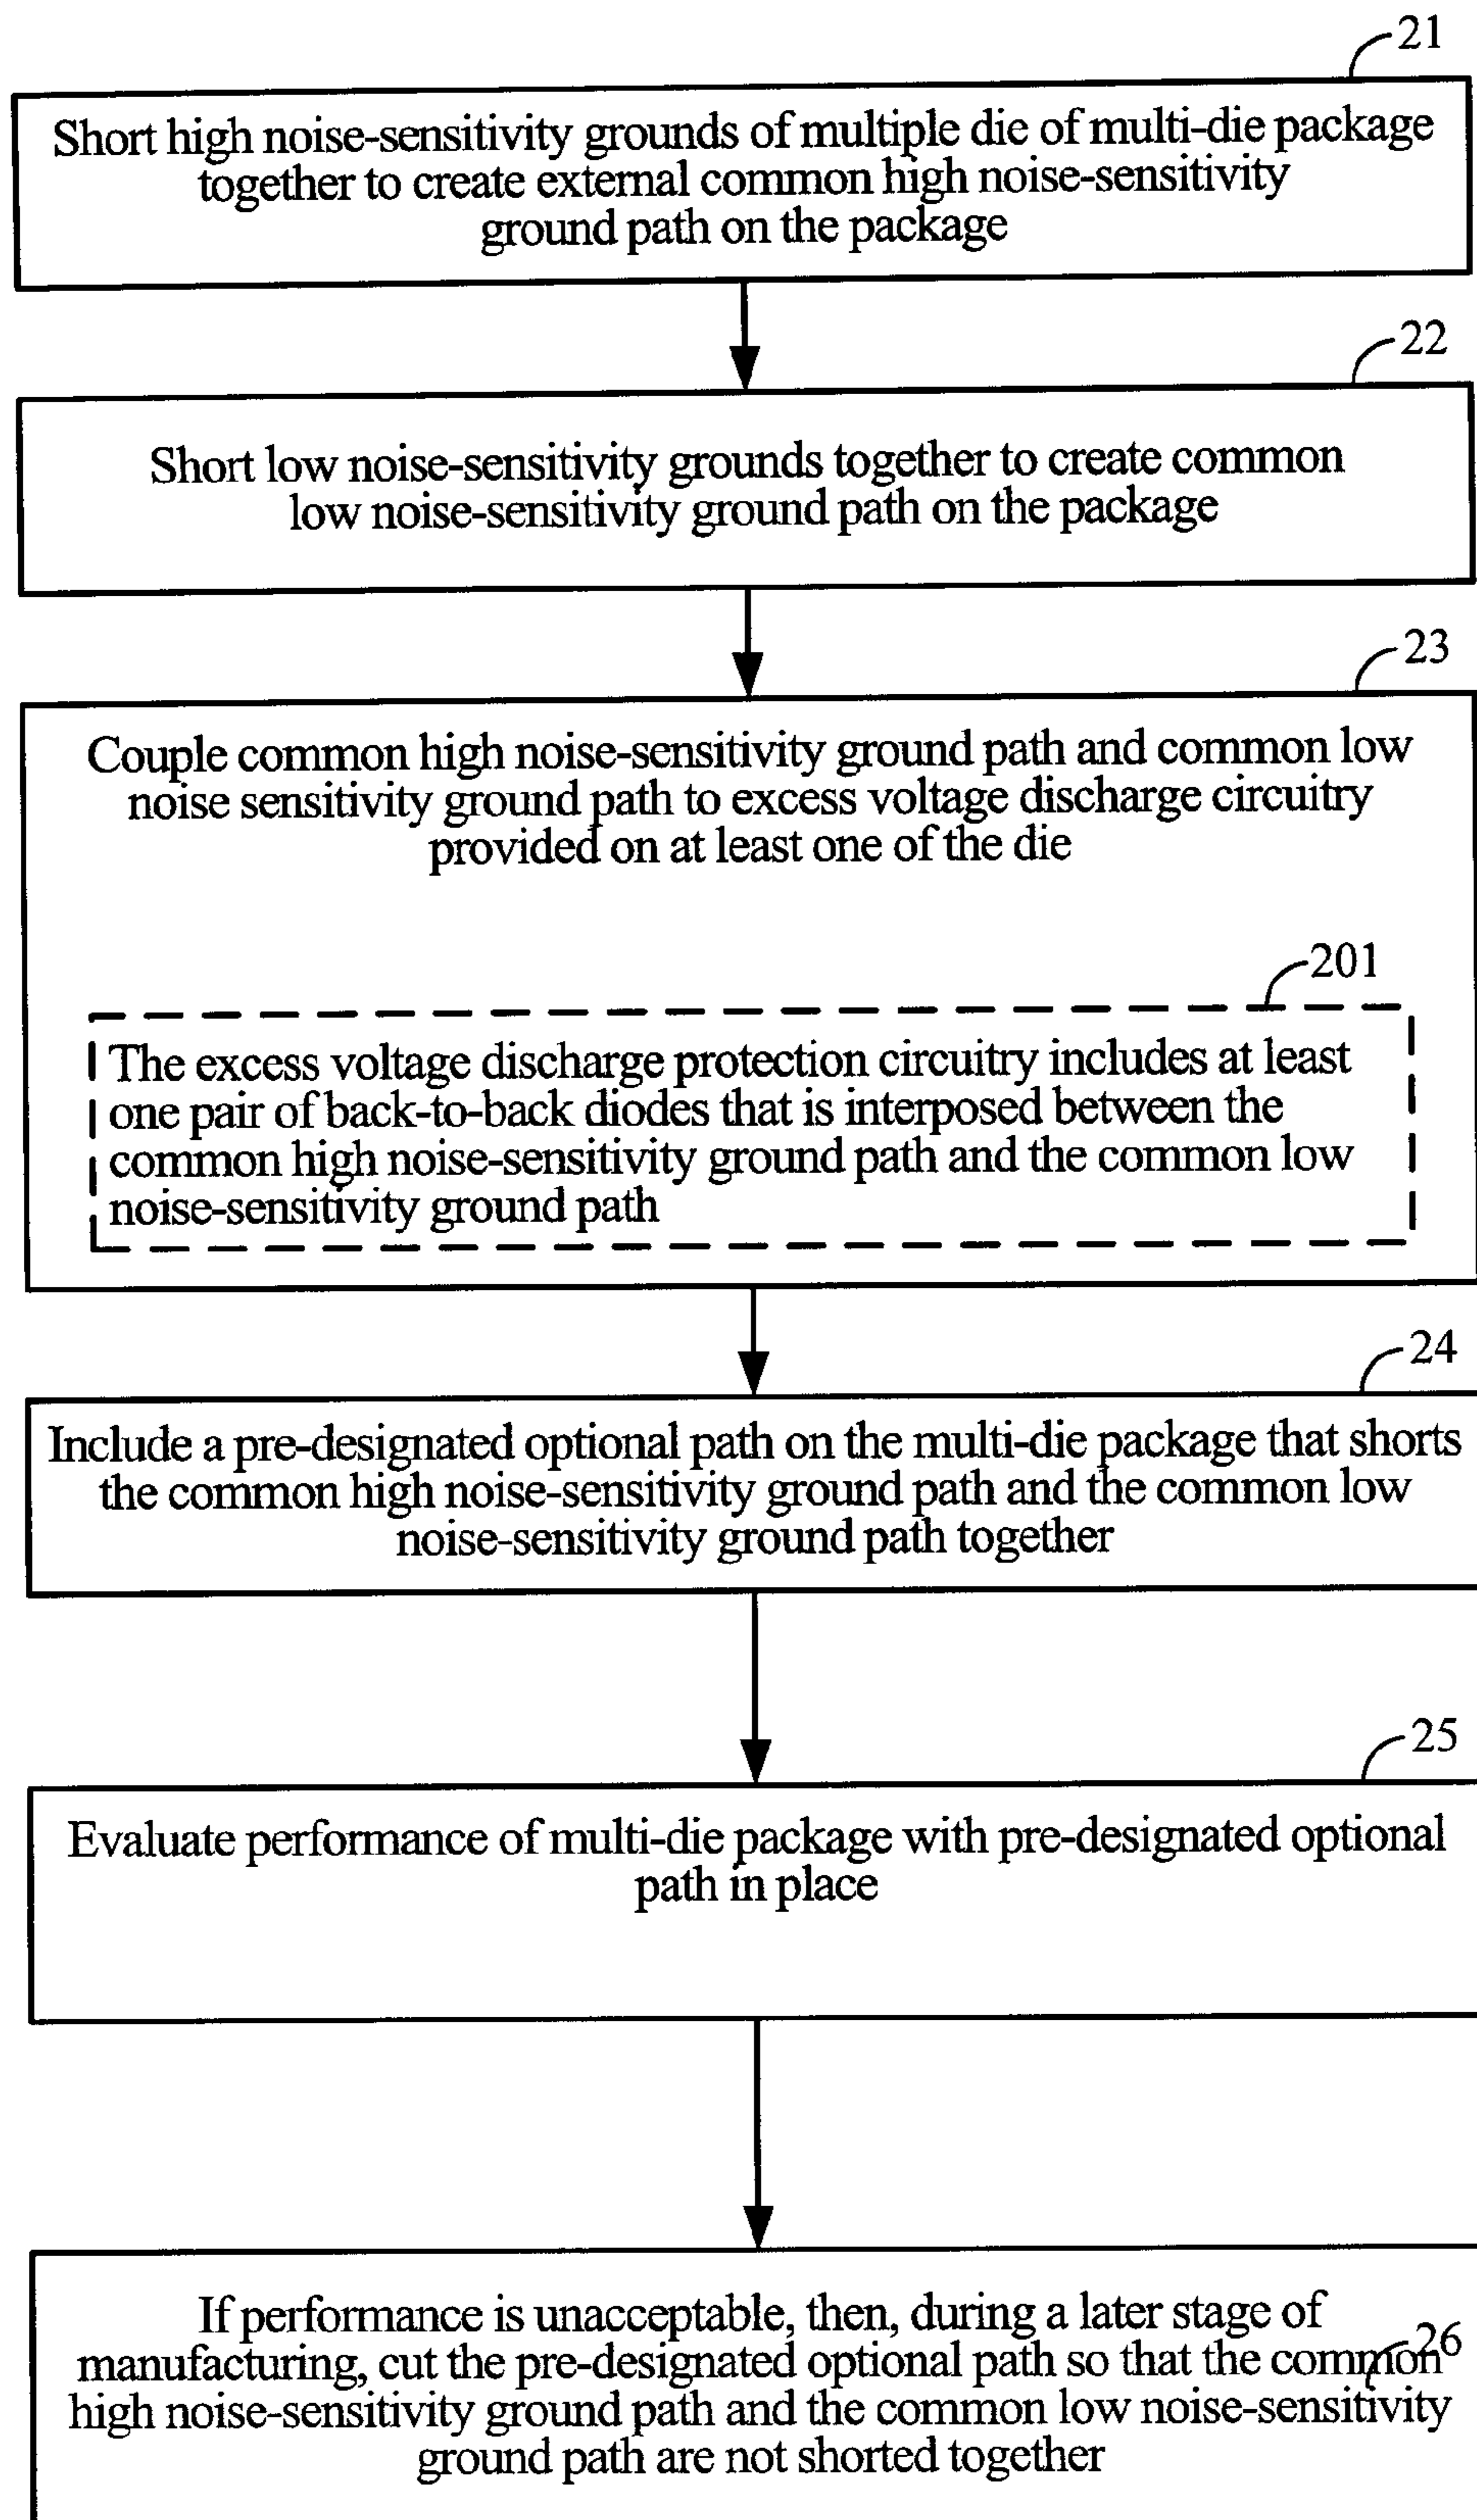 21
Short high noise-sensitivity grounds of multiple die of multi-die package
together to create external common high noise-sensitivity
ground path on the package
22
Short low noise-sensitivity grounds together to create common
low noise-sensitivity ground path on the package
23
Couple common high noise-sensitivity ground path and common low
noise sensitivity ground path to excess voltage discharge circuitry
provided on at least one of the die
201
The excess voltage discharge protection circuitry includes at least
one pair of back-to-back diodes that is interposed between the
common high noise-sensitivity ground path and the common low
noise-sensitivity ground path
24
Include a pre-designated optional path on the multi-die package that shorts
the common high noise-sensitivity ground path and the common low
noise-sensitivity ground path together
25
Evaluate performance of multi-die package with pre-designated optional
path in place
If performance is unacceptable, then, during a later stage of
26
manufacturing, cut the pre-designated optional path so that the common
high noise-sensitivity ground path and the common low noise-sensitivity
ground path are not shorted together